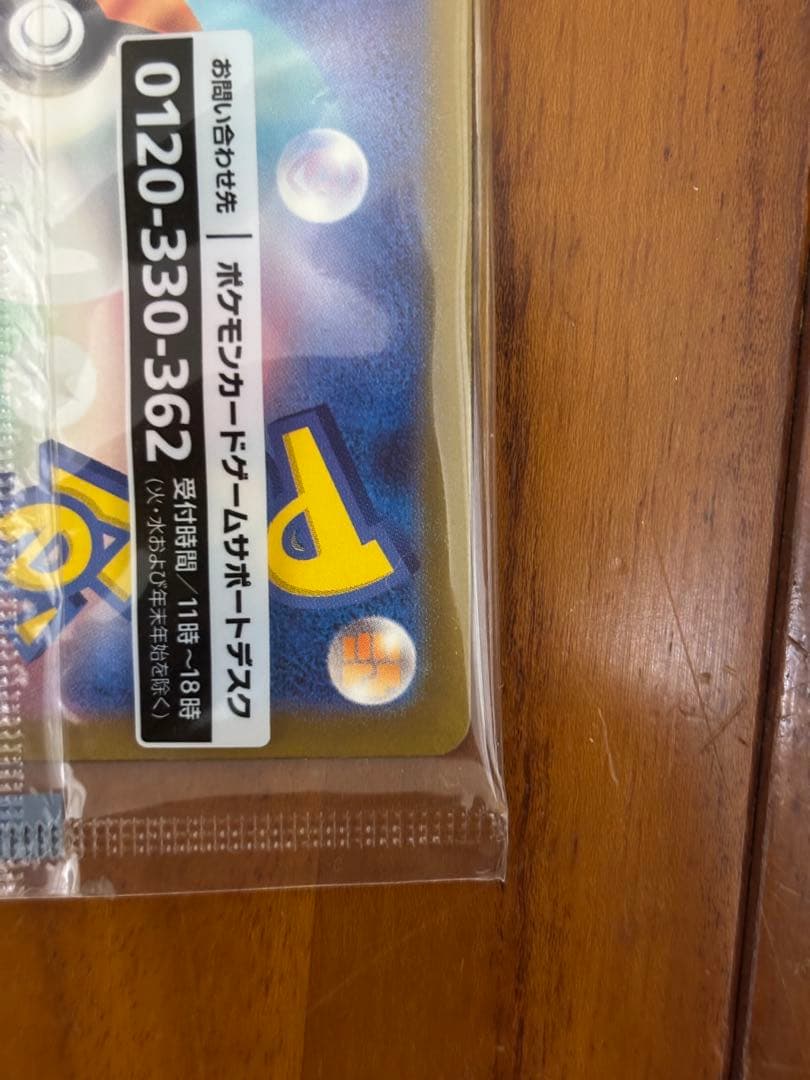 お問い合わせ先 | ポケモンカードゲームサポートデスク
0120-330-362 受付時間/11時~18時
(火・水および年末年始を除く)
P